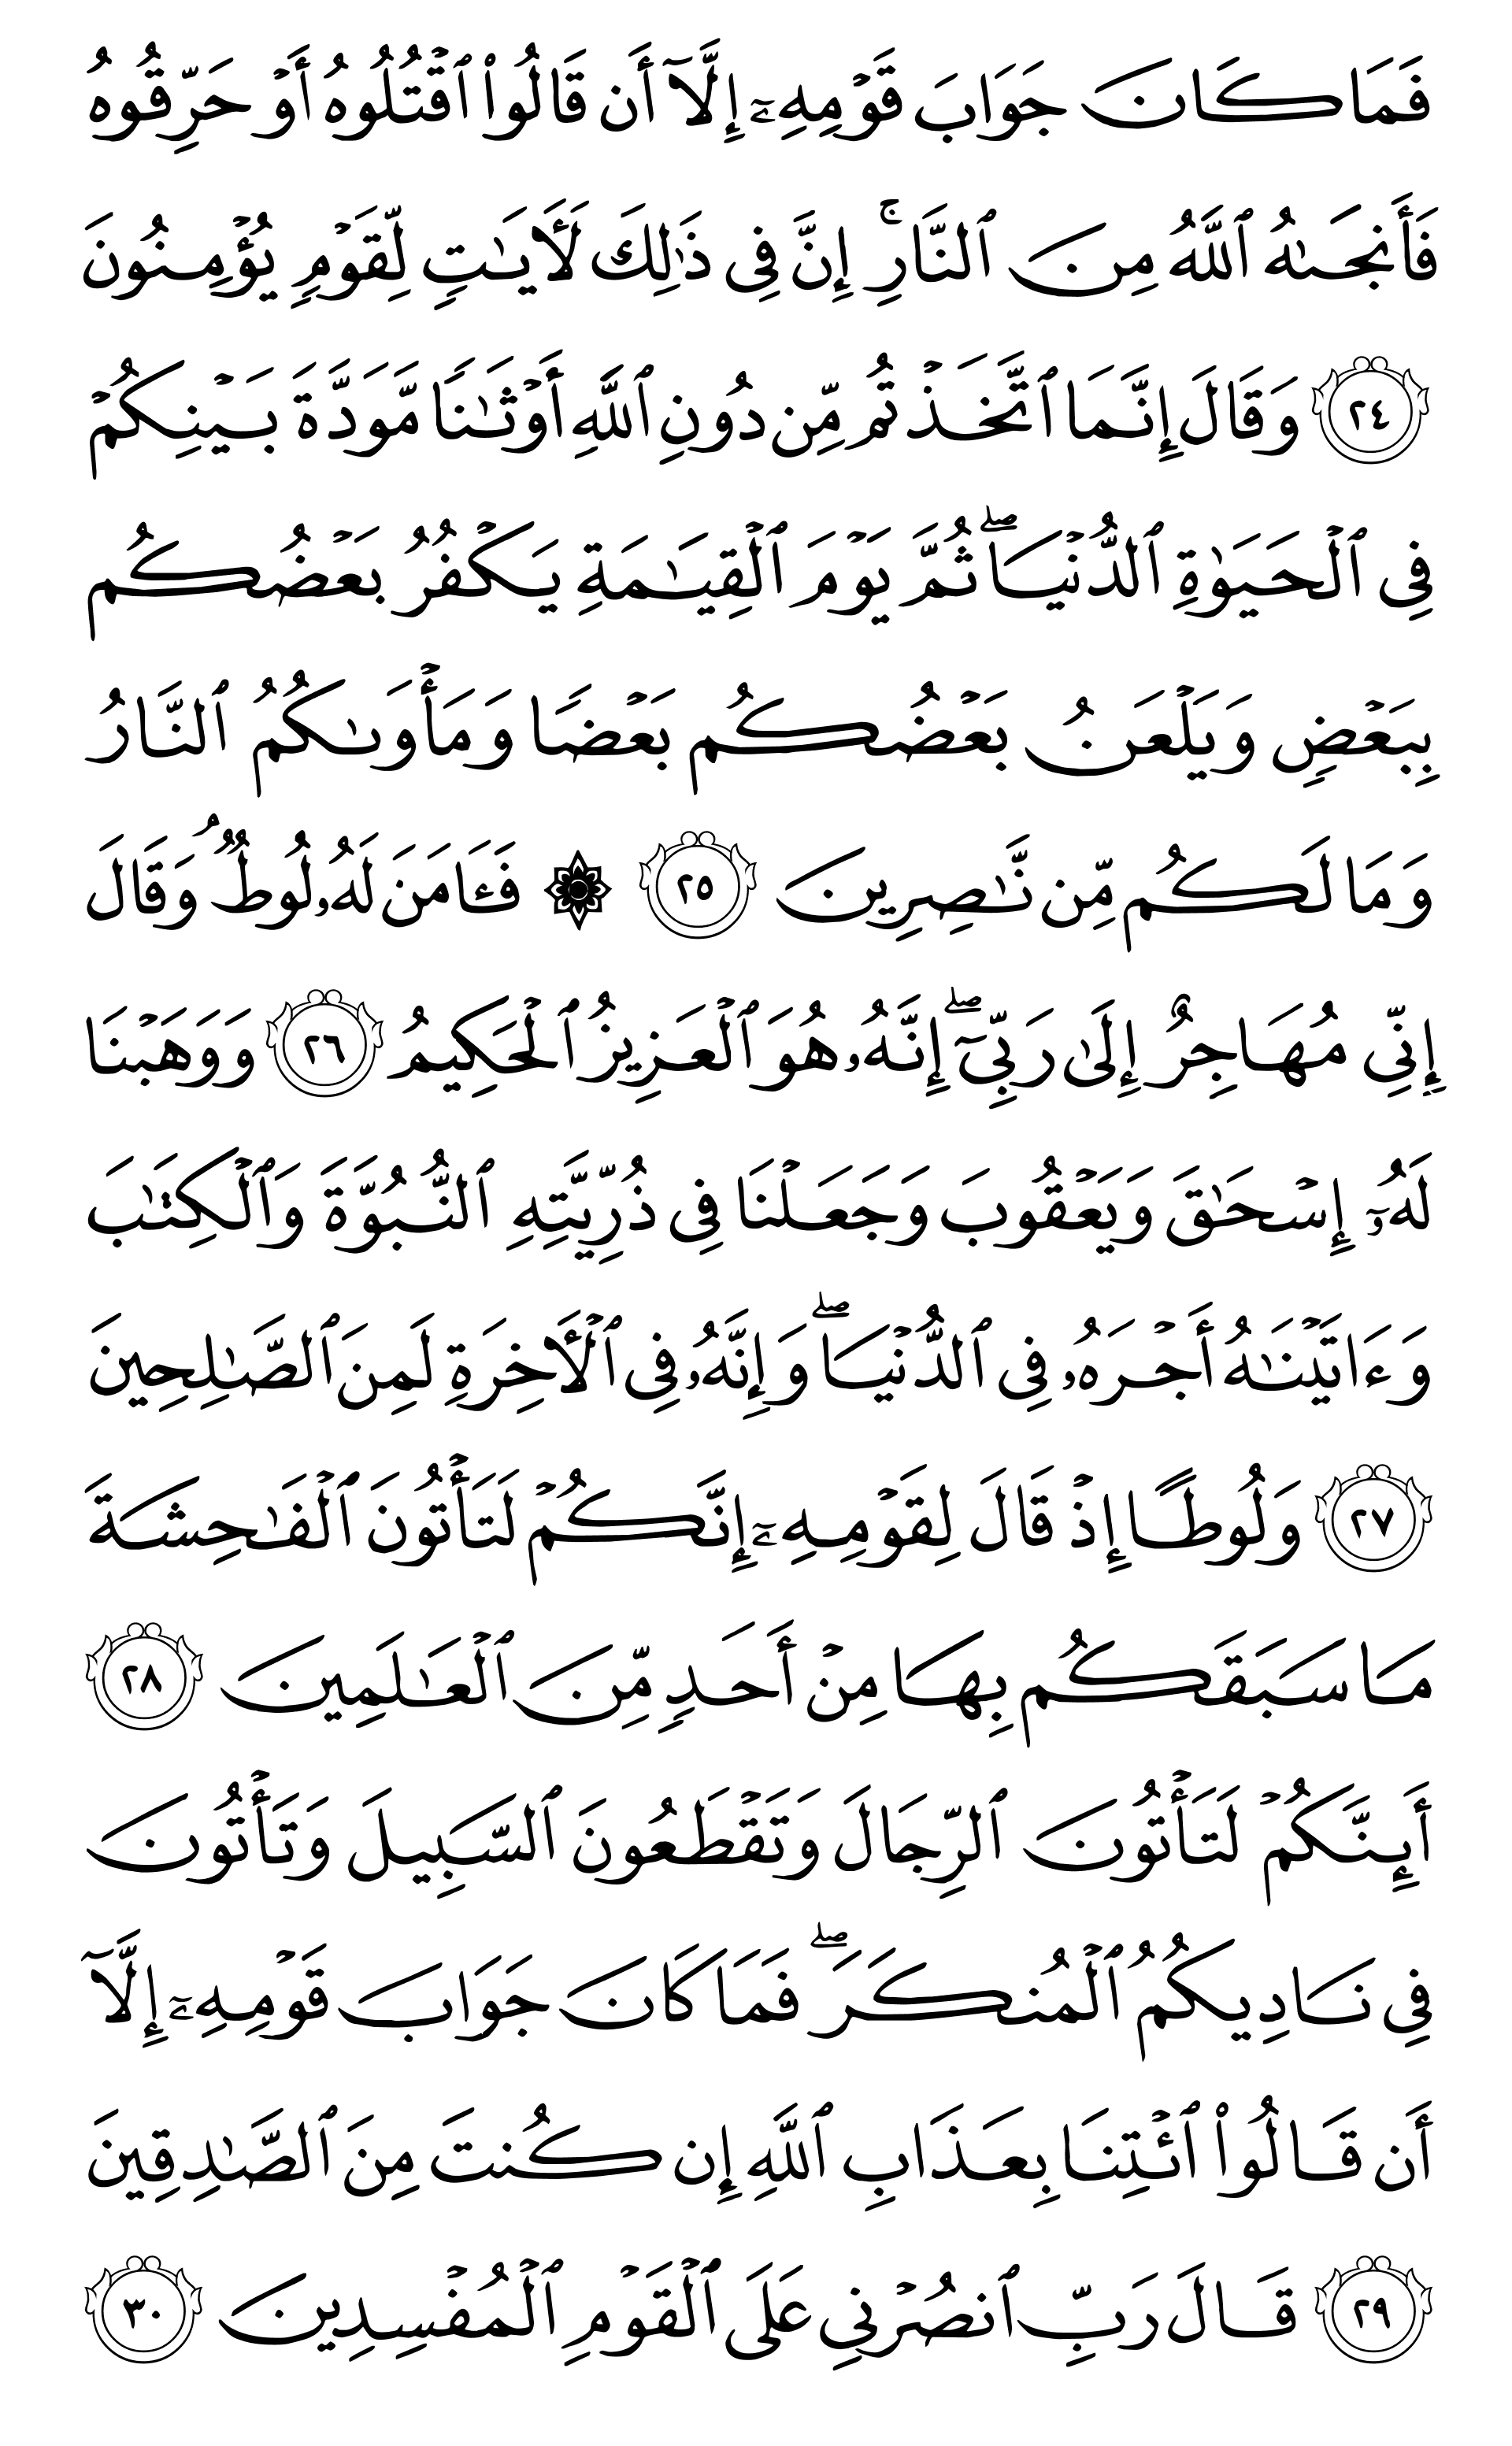 فَمَا كَانَ جَوَابَ قَوْمِهِۦٓ إِلَّآ أَن قَالُوا۟ ٱقْتُلُوهُ أَوْ حَرِّقُوهُ
فَأَنجَىٰهُ ٱللَّهُ مِنَ ٱلنَّارِ ۚ إِنَّ فِى ذَٰلِكَ لَأَيَـٰتٍ لِّقَوْمٍ يُؤْمِنُونَ
٢٤ وَقَالَ إِنَّمَا ٱتَّخَذْتُم مِّن دُونِ ٱللَّهِ أَوْثَـٰنًا مَّوَدَّةَ بَيْنِكُمْ
فِى ٱلْحَيَوٰةِ ٱلدُّنْيَا ۖ ثُمَّ يَوْمَ ٱلْقِيَـٰمَةِ يَكْفُرُ بَعْضُكُم
بِبَعْضٍ وَيَلْعَنُ بَعْضُكُم بَعْضًا وَمَأْوَىٰكُمُ ٱلنَّارُ
وَمَا لَكُم مِّن نَّـٰصِرِينَ ٢٥ ۞ فَـَٔامَنَ لَهُۥ لُوطٌ ۘ وَقَالَ
إِنِّى مُهَاجِرٌ إِلَىٰ رَبِّىٓ ۖ إِنَّهُۥ هُوَ ٱلْعَزِيزُ ٱلْحَكِيمُ ٢٦ وَوَهَبْنَا
لَهُۥٓ إِسْحَـٰقَ وَيَعْقُوبَ وَجَعَلْنَا فِى ذُرِّيَّتِهِ ٱلنُّبُوَّةَ وَٱلْكِتَـٰبَ
وَءَاتَيْنَـٰهُ أَجْرَهُۥ فِى ٱلدُّنْيَا ۖ وَإِنَّهُۥ فِى ٱلْأَخِرَةِ لَمِنَ ٱلصَّـٰلِحِينَ
٢٧ وَلُوطًا إِذْ قَالَ لِقَوْمِهِۦٓ إِنَّكُمْ لَتَأْتُونَ ٱلْفَـٰحِشَةَ
مَا سَبَقَكُم بِهَا مِنْ أَحَدٍ مِّنَ ٱلْعَـٰلَمِينَ ٢٨
أَئِنَّكُمْ لَتَأْتُونَ ٱلرِّجَالَ وَتَقْطَعُونَ ٱلسَّبِيلَ وَتَأْتُونَ
فِى نَادِيكُمُ ٱلْمُنكَرَ ۖ فَمَا كَانَ جَوَابَ قَوْمِهِۦٓ إِلَّآ
أَن قَالُوا۟ ٱئْتِنَا بِعَذَابِ ٱللَّهِ إِن كُنتَ مِنَ ٱلصَّـٰدِقِينَ
٢٩ قَالَ رَبِّ ٱنصُرْنِى عَلَى ٱلْقَوْمِ ٱلْمُفْسِدِينَ ٣٠